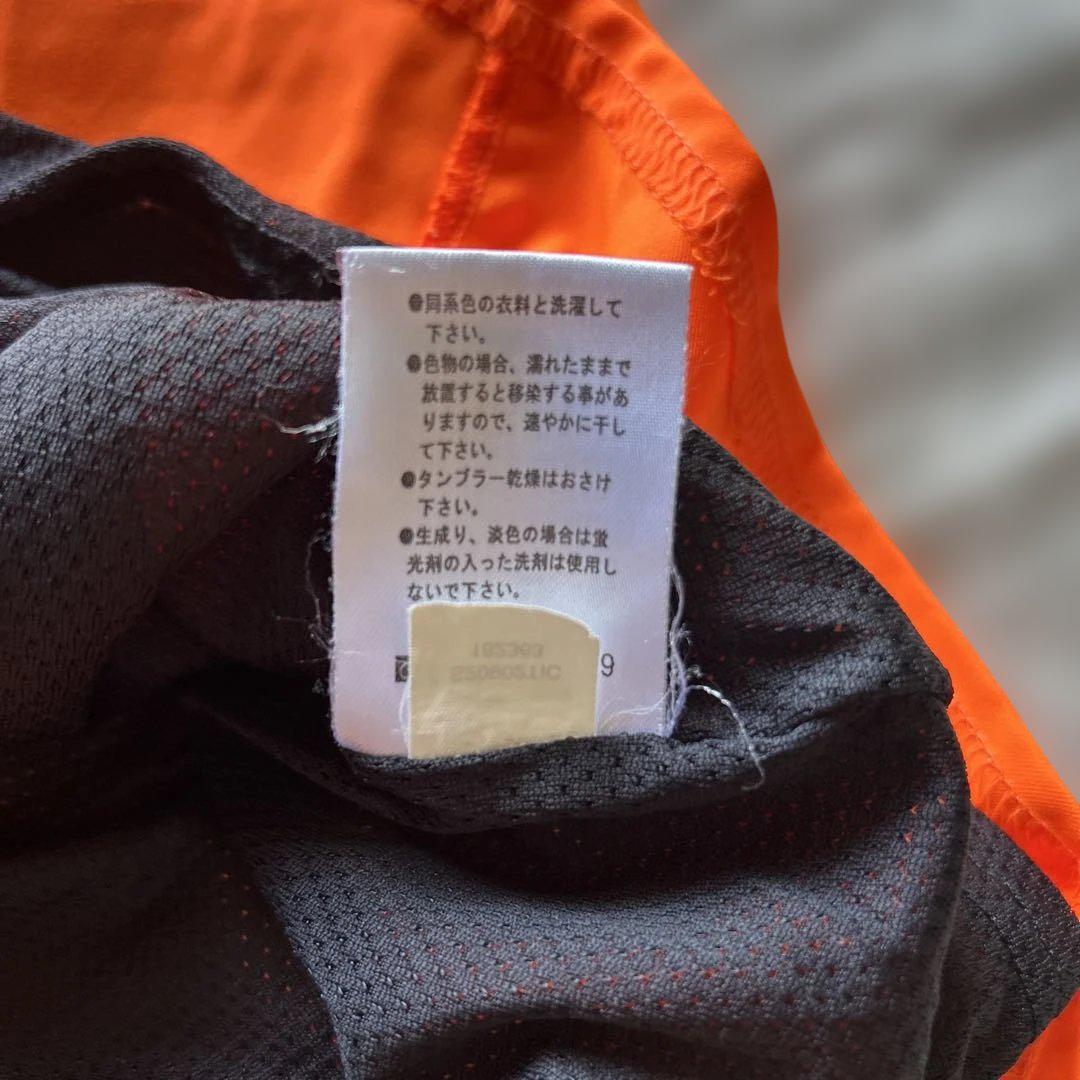 ●同系色の衣料と洗濯して
下さい。
●色物の場合、濡れたままで
放置すると移染する事があ
りますので、速やかに干し
て下さい。
●タンブラー乾燥はおさけ
下さい。
●生成り、淡色の場合は蛍
光剤の入った洗剤は使用し
ないで下さい。
9